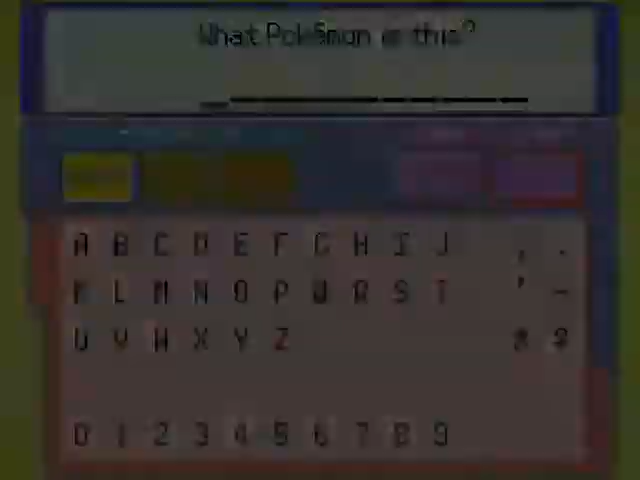 What Pokémon is this?
A B C D E F G H I J , .
K L M N O P Q R S T ' -
U V W X Y Z
0 1 2 3 4 5 6 7 8 9